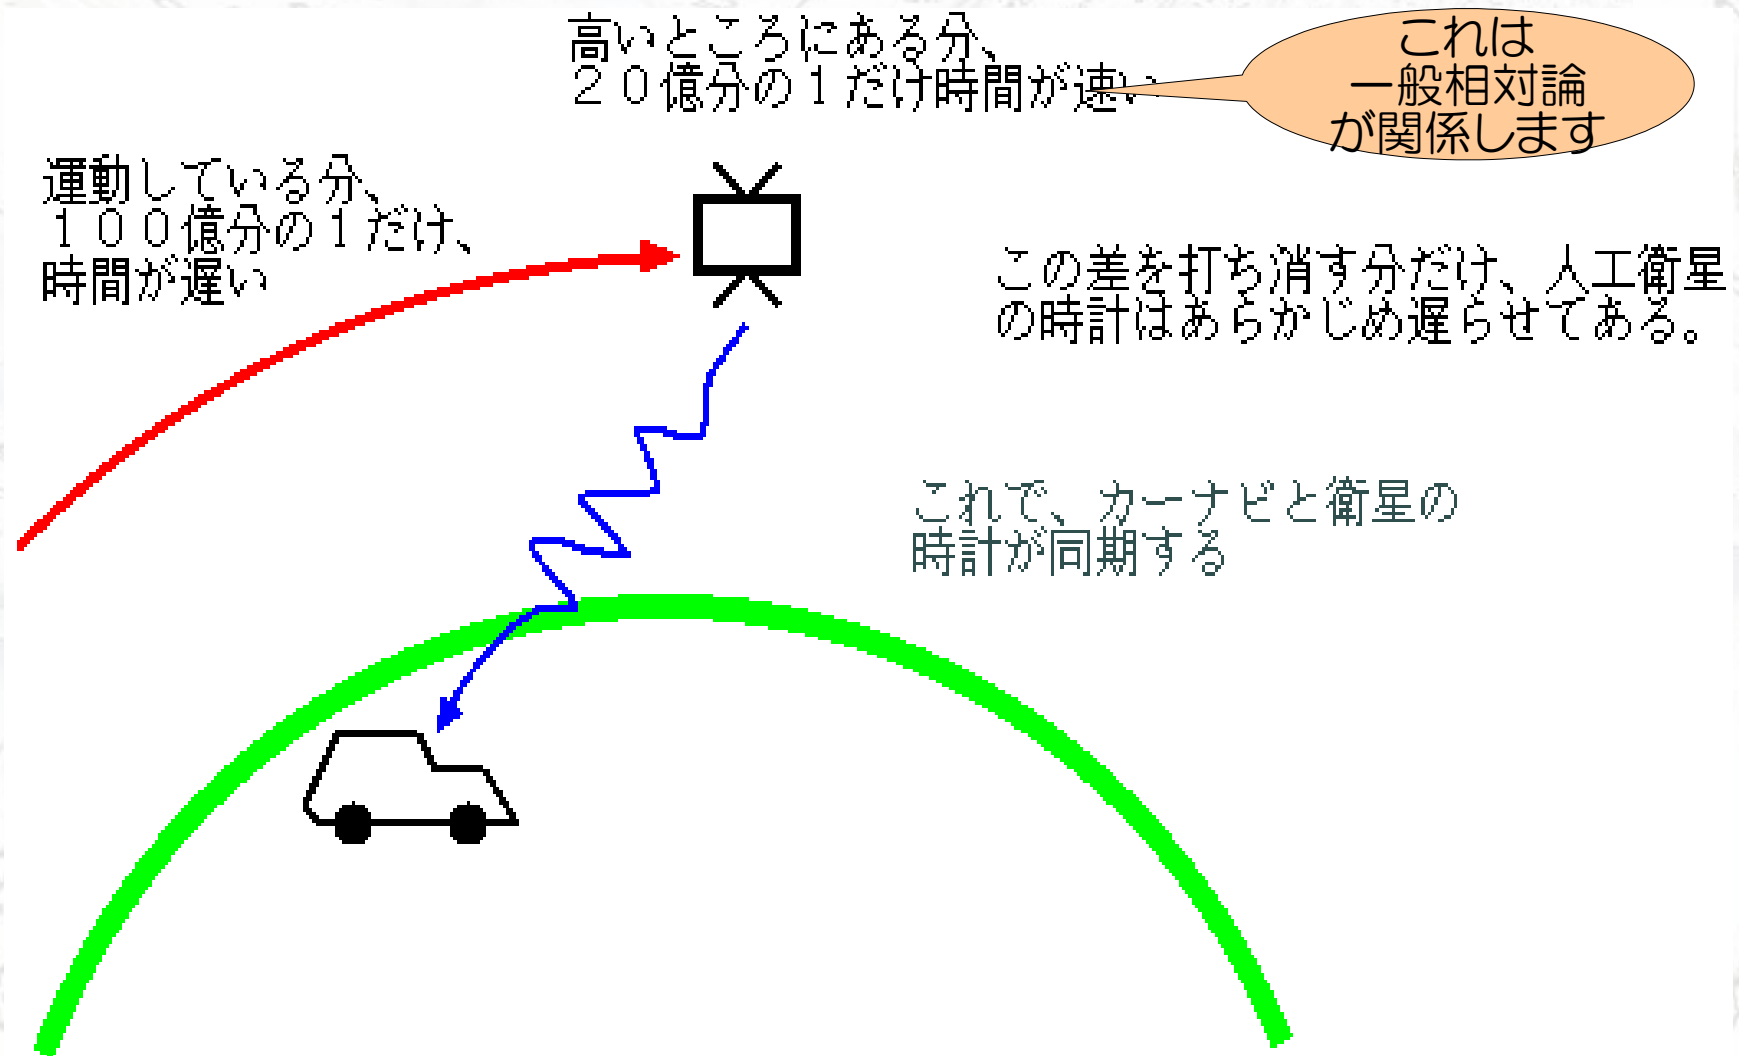 高いところにある分、
２０億分の１だけ時間が速い
これは
一般相対論
が関係します
運動している分、
１００億分の１だけ、
時間が遅い
この差を打ち消す分だけ、人工衛星
の時計はあらかじめ遅らせてある。
これで、カーナビと衛星の
時計が同期する